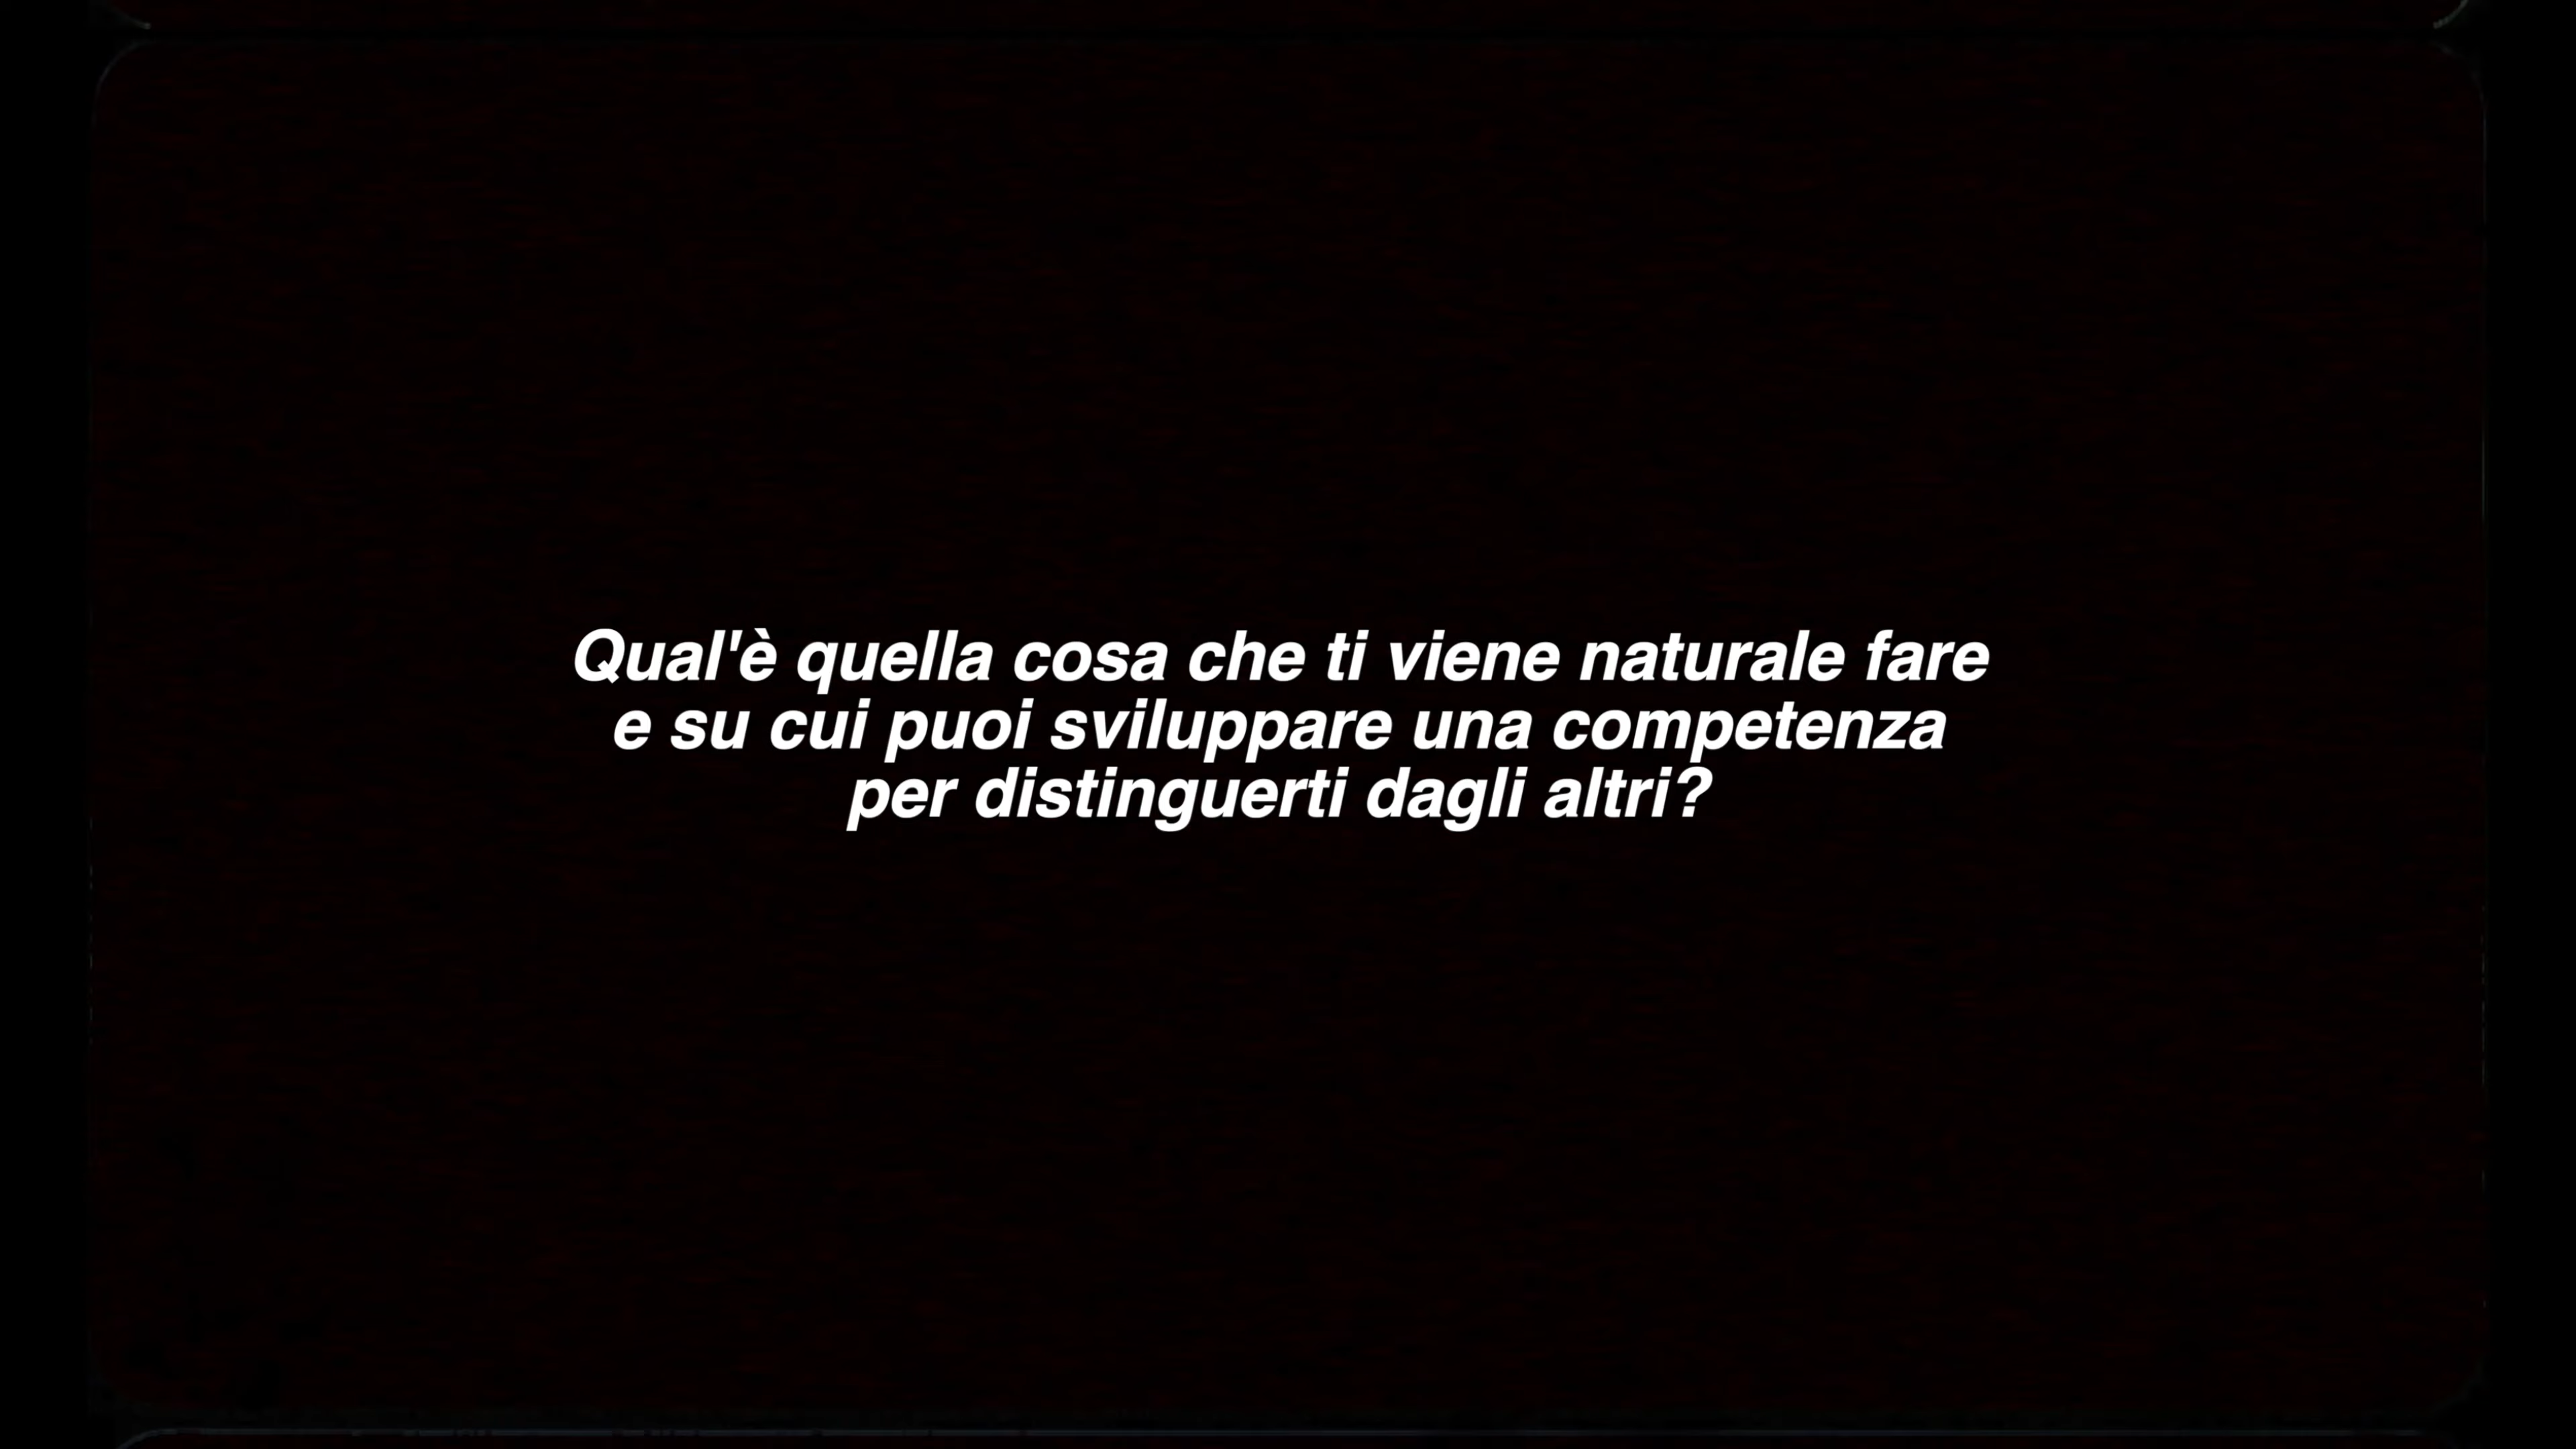 Qual'è quella cosa che ti viene naturale fare
e su cui puoi sviluppare una competenza
per distinguerti dagli altri?